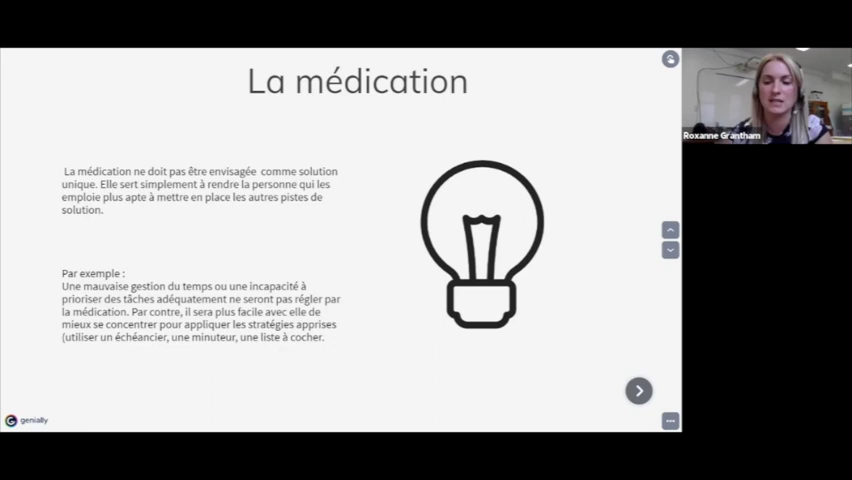 La médication
Roxanne Grantham
La médication ne doit pas être envisagée comme solution
unique. Elle sert simplement à rendre la personne qui les
emploie plus apte à mettre en place les autres pistes de
solution.
Par exemple :
Une mauvaise gestion du temps ou une incapacité à
prioriser des tâches adéquatement ne seront pas régler par
la médication. Par contre, il sera plus facile avec elle de
mieux se concentrer pour appliquer les stratégies apprises
(utiliser un échéancier, une minuteur, une liste à cocher.
genially